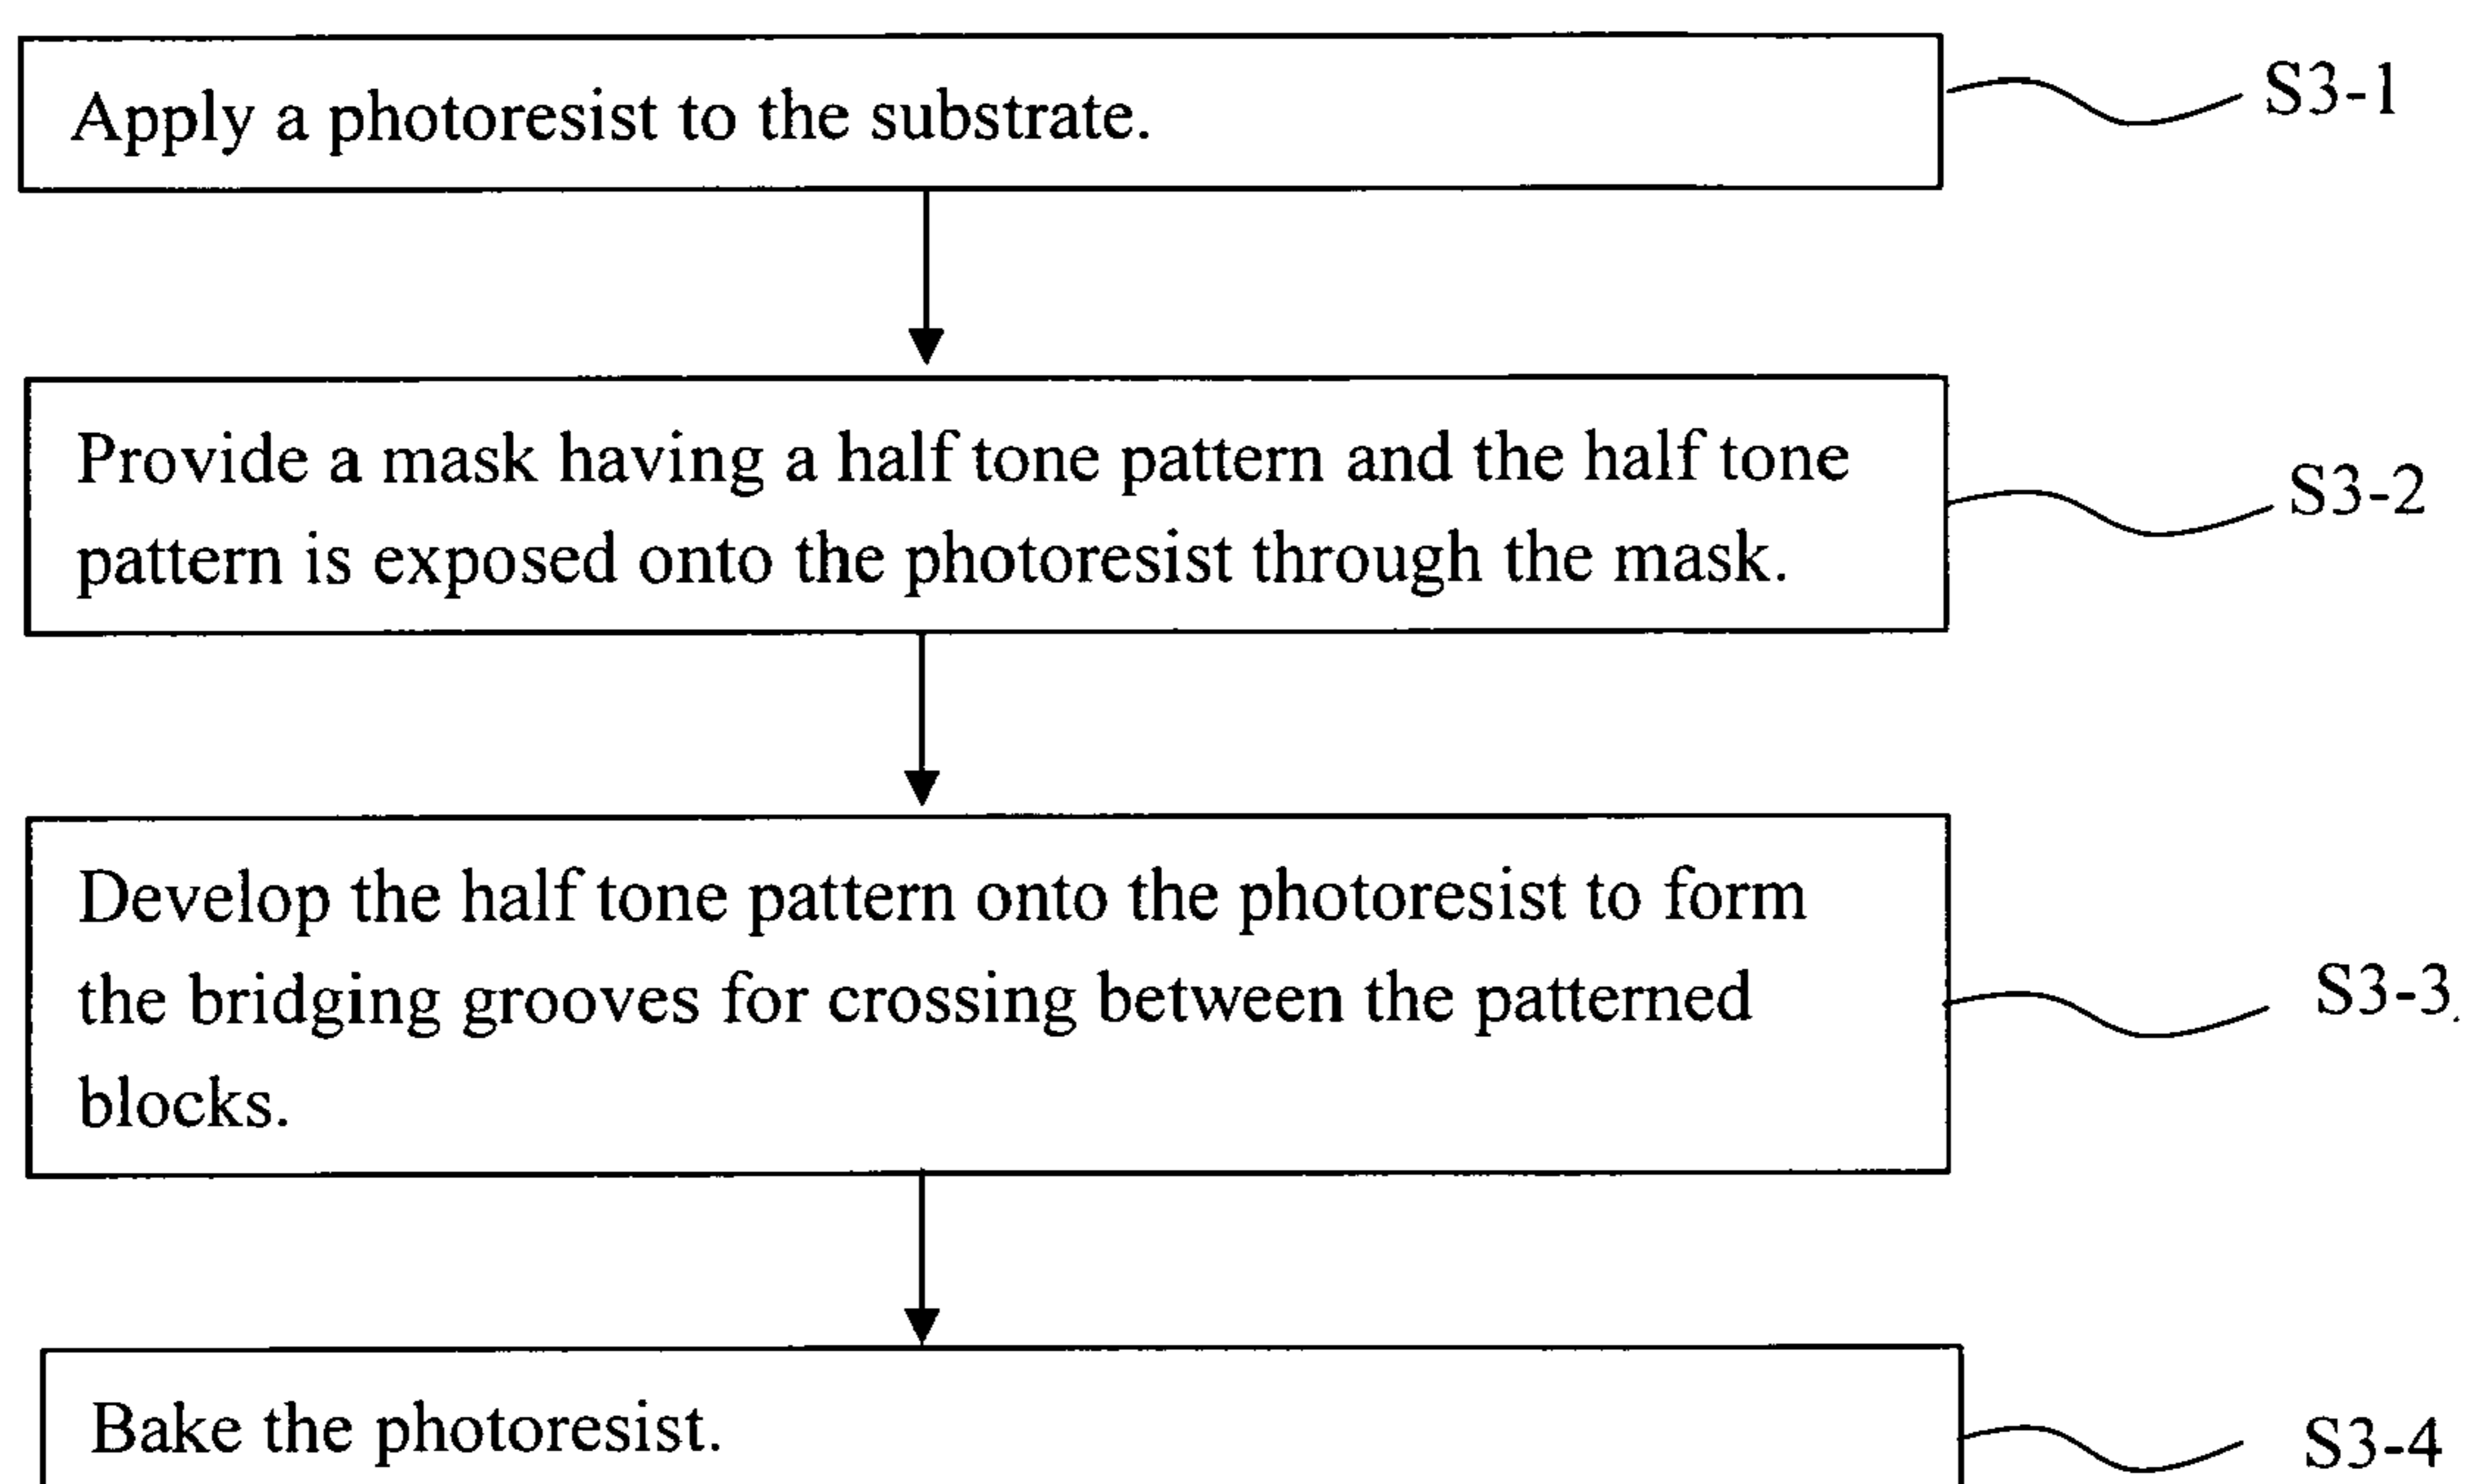 Apply a photoresist to the substrate.
S3-1
Provide a mask having a half tone
pattern and the half tone
pattern is exposed onto the photoresist through the mask.
S3-2
Develop the half tone pattern onto the photoresist to form
the bridging grooves for crossing between the patterned
blocks.
S3-3
Bake the photoresist.
S3-4